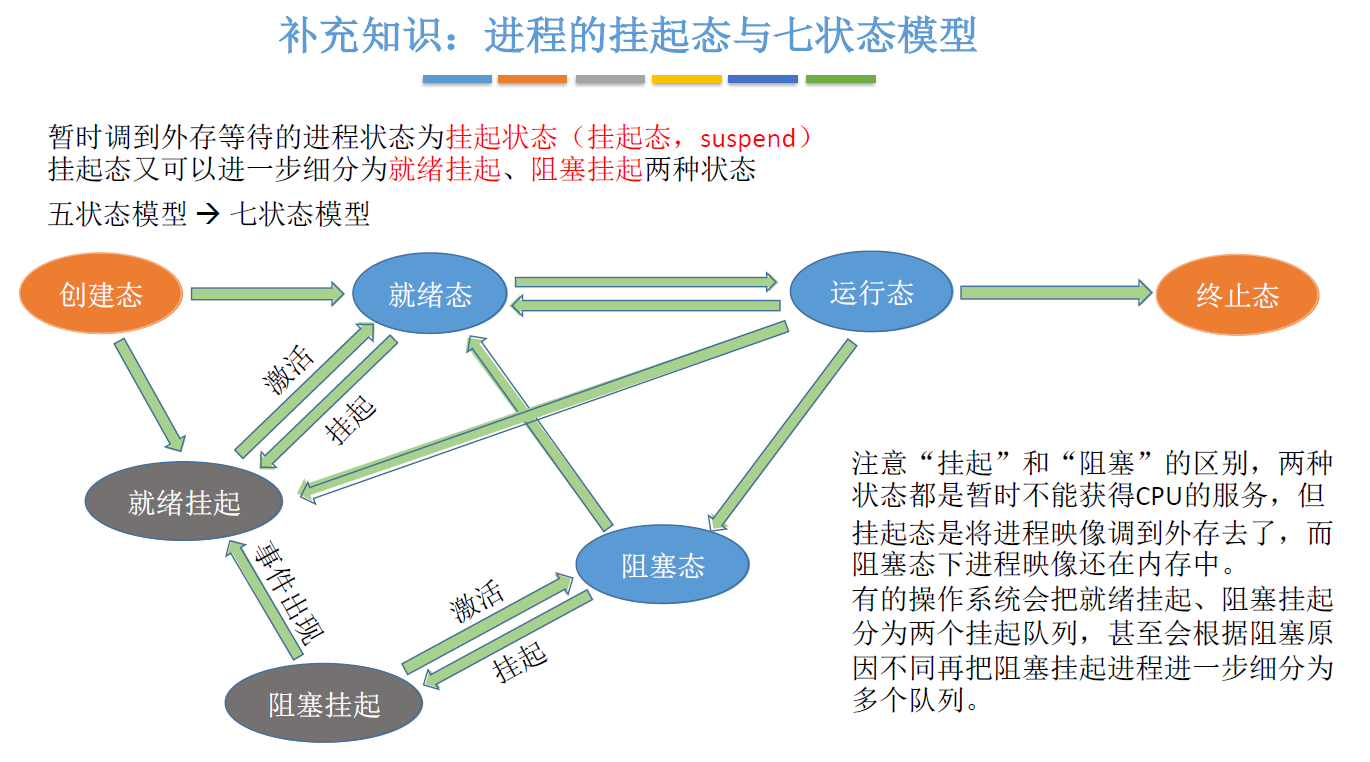 补充知识：进程的挂起态与七状态模型
暂时调到外存等待的进程状态为挂起状态（挂起态，suspend）
挂起态又可以进一步细分为就绪挂起、阻塞挂起两种状态
五状态模型 → 七状态模型
创建态
就绪态
运行态
终止态
激活
挂起
就绪挂起
事件出现
阻塞态
激活
挂起
阻塞挂起
注意“挂起”和“阻塞”的区别，两种
状态都是暂时不能获得CPU的服务，但
挂起态是将进程映像调到外存去了，而
阻塞态下进程映像还在内存中。
有的操作系统会把就绪挂起、阻塞挂起
分为两个挂起队列，甚至会根据阻塞原
因不同再把阻塞挂起进程进一步细分为
多个队列。